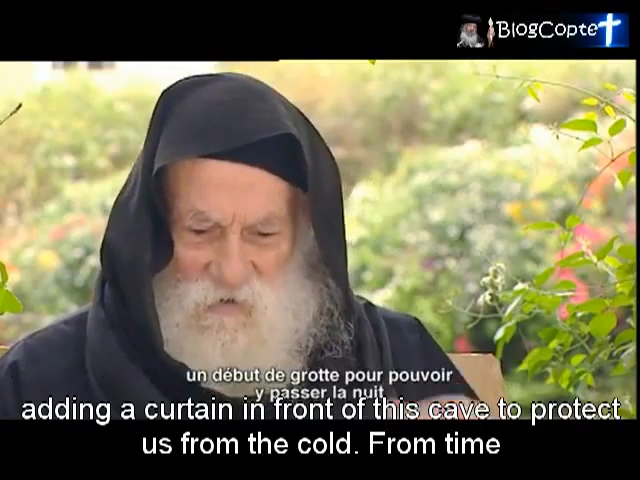 BlogCopte
un début de grotte pour pouvoir
y passer la nuit
adding a curtain in front of this cave to protect
us from the cold. From time